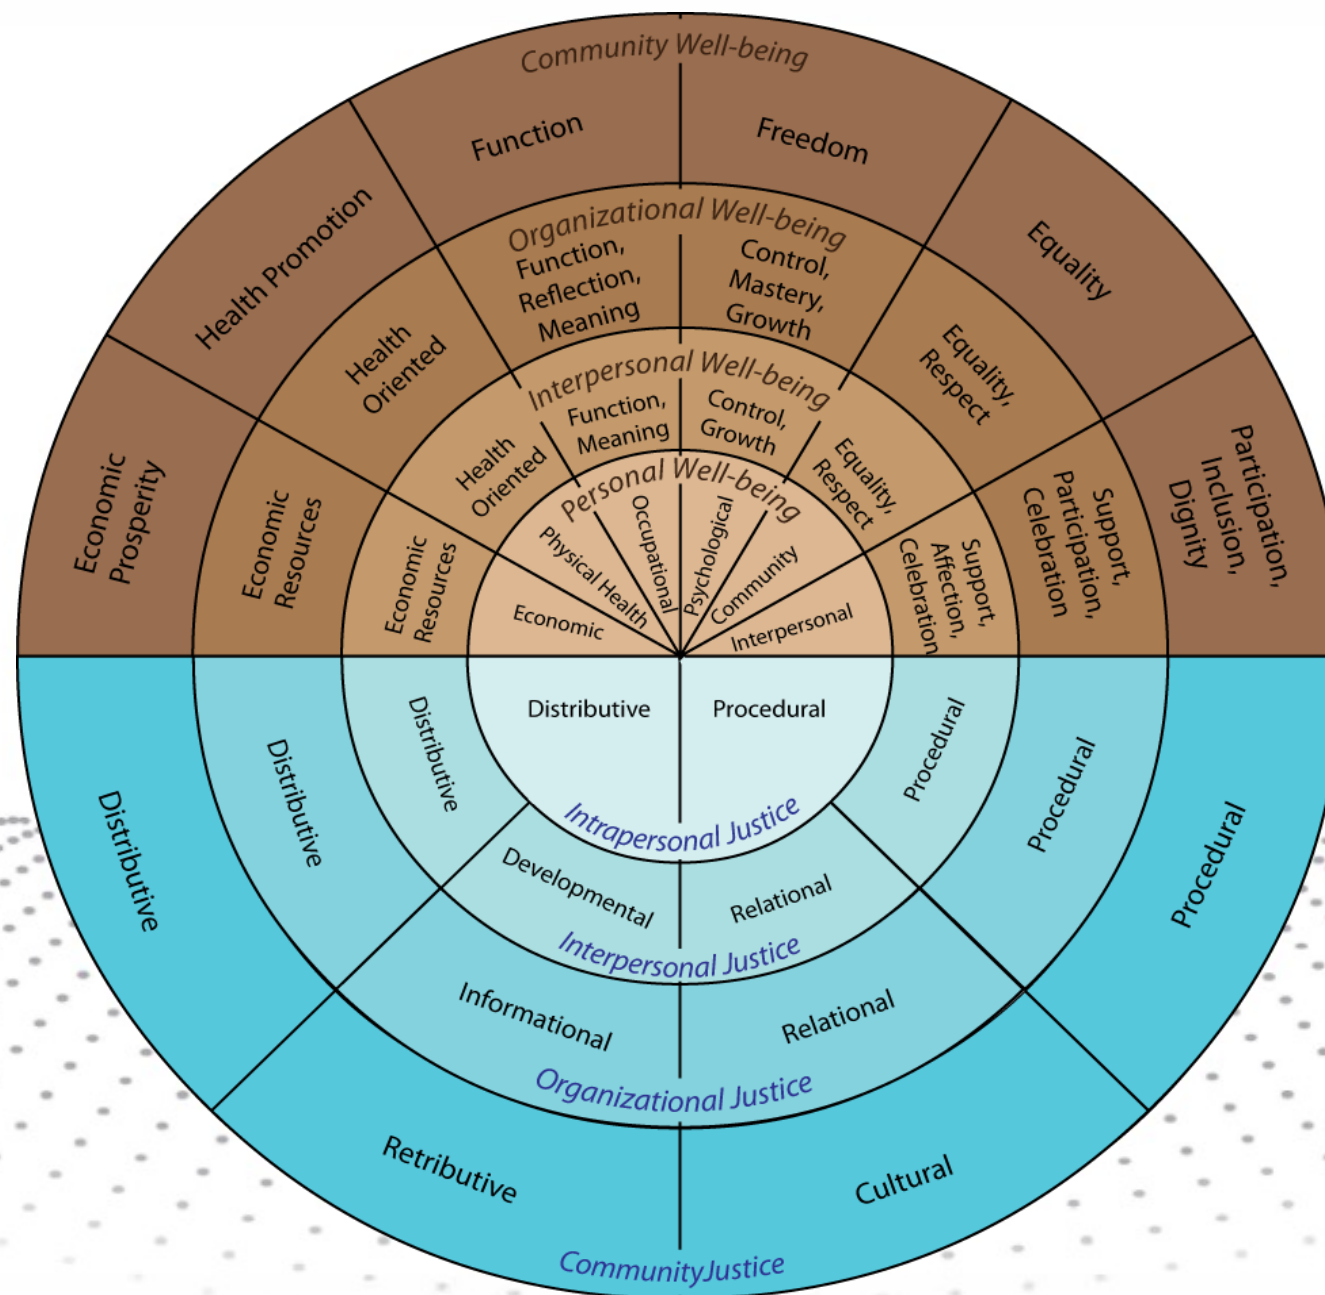 Community Well-being
Function
Freedom
Health Promotion
Equality
Economic
Prosperity
Participation,
Inclusion,
Dignity
Organizational Well-being
Function,
Reflection,
Meaning
Control,
Mastery,
Growth
Health
Oriented
Equality,
Respect
Economic
Resources
Support,
Participation,
Celebration
Interpersonal Well-being
Function,
Meaning
Control,
Growth
Health
Oriented
Equality,
Respect
Economic
Resources
Support,
Affection,
Celebration
Personal Well-being
Economic
Physical Health
Occupational
Psychological
Community
Interpersonal
Distributive
Procedural
Intrapersonal Justice
Distributive
Developmental
Relational
Procedural
Interpersonal Justice
Distributive
Informational
Relational
Procedural
Organizational Justice
Distributive
Retributive
Cultural
Procedural
CommunityJustice